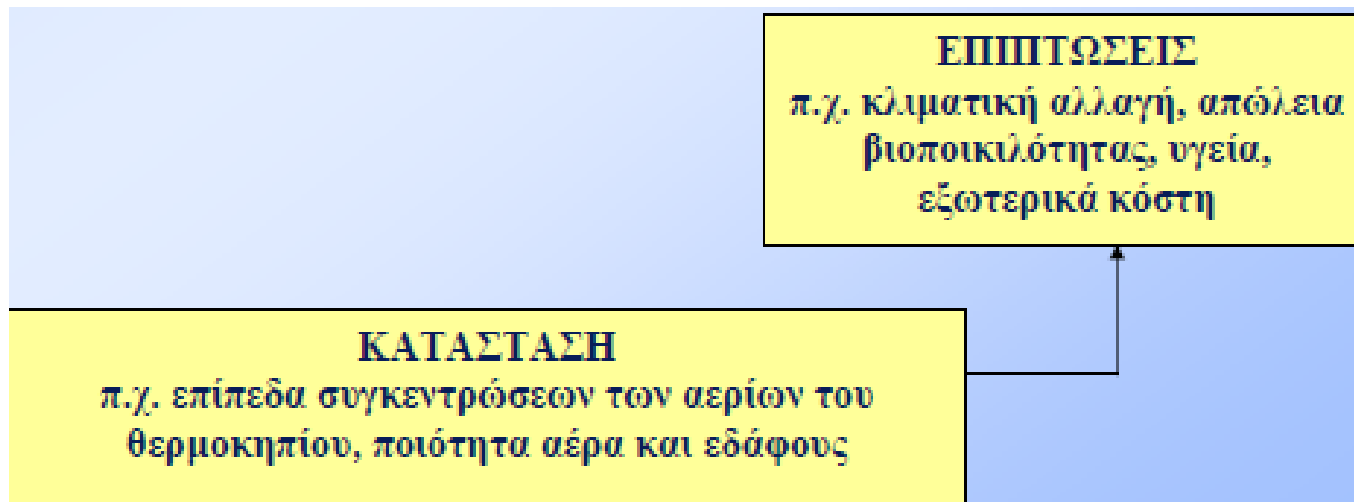 ΕΠΙΠΤΩΣΕΙΣ
π.χ. κλιματική αλλαγή, απώλεια
βιοποικιλότητας, υγεία,
εξωτερικά κόστη
ΚΑΤΑΣΤΑΣΗ
π.χ. επίπεδα συγκεντρώσεων των αερίων του
θερμοκηπίου, ποιότητα αέρα και εδάφους